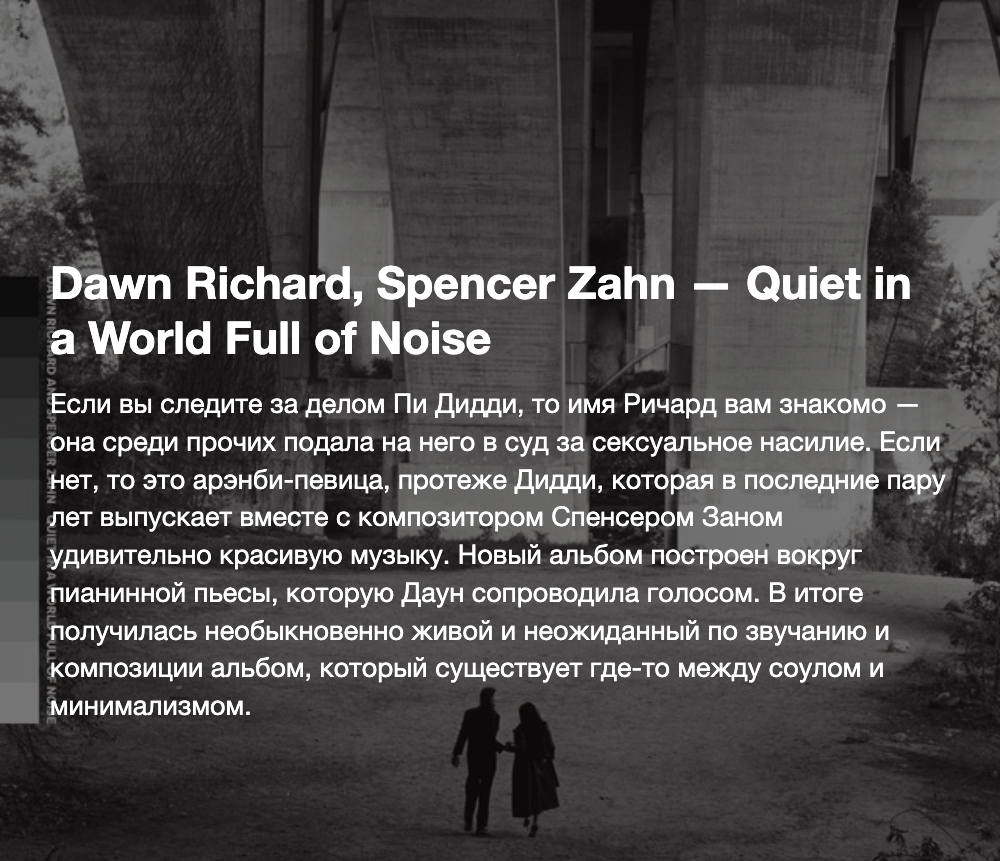 Dawn Richard, Spencer Zahn — Quiet in
a World Full of Noise
Если вы следите за делом Пи Дидди, то имя Ричард вам знакомо —
она среди прочих подала на него в суд за сексуальное насилие. Если
нет, то это арэнби-певица, протеже Дидди, которая в последние пару
лет выпускает вместе с композитором Спенсером Заном
удивительно красивую музыку. Новый альбом построен вокруг
пианинной пьесы, которую Даун сопроводила голосом. В итоге
получилась необыкновенно живой и неожиданный по звучанию и
композиции альбом, который существует где-то между соулом и
минимализмом.